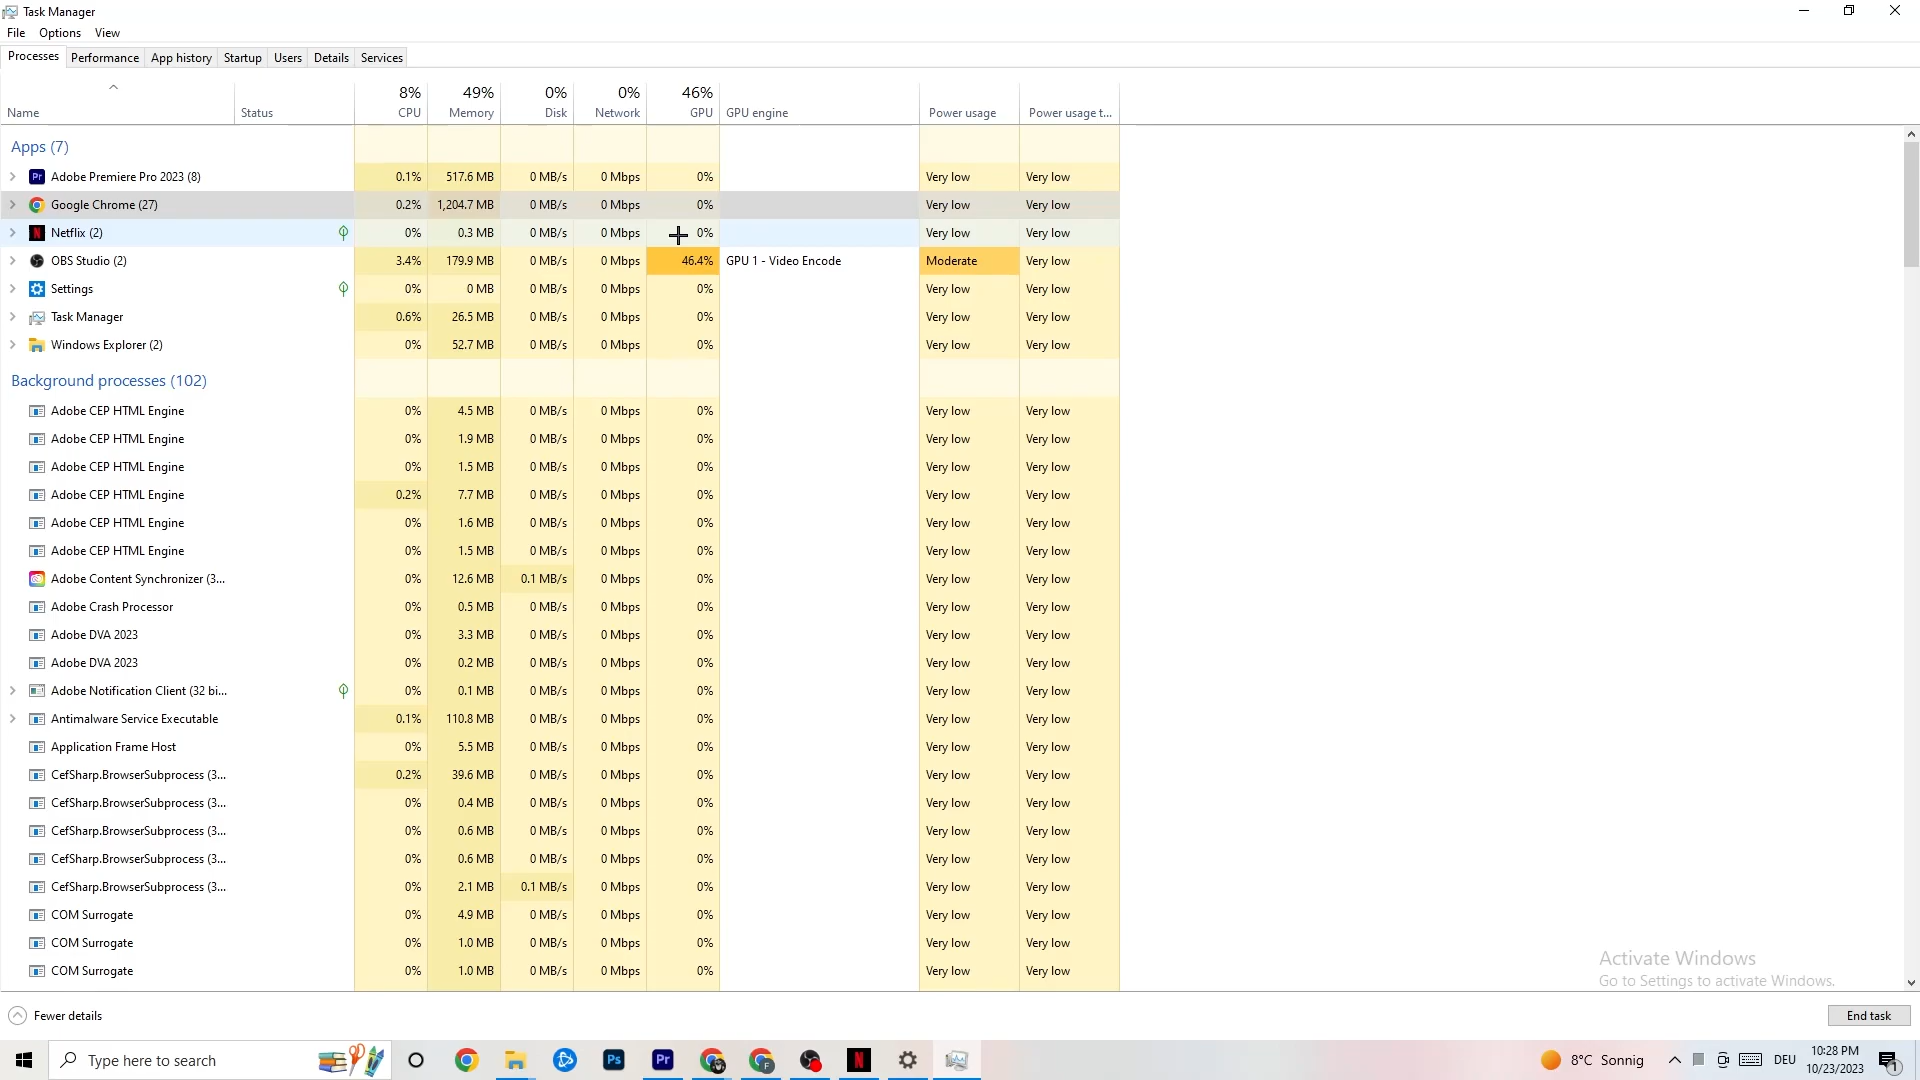 Task Manager
File Options View
Processes Performance App history Startup Users Details Services
8% 49% 0% 0% 46%
Name Status CPU Memory Disk Network GPU GPU engine Power usage Power usage t...
Apps (7)
Pr Adobe Premiere Pro 2023 (8) 0.1% 517.6 MB 0 MB/s 0 Mbps 0% Very low Very low
Google Chrome (27) 0.2% 1,204.7 MB 0 MB/s 0 Mbps 0% Very low Very low
N Netflix (2) 0% 0.3 MB 0 MB/s 0 Mbps 0% Very low Very low
OBS Studio (2) 3.4% 179.9 MB 0 MB/s 0 Mbps 46.4% GPU 1 - Video Encode Moderate Very low
Settings 0% 0 MB 0 MB/s 0 Mbps 0% Very low Very low
Task Manager 0.6% 26.5 MB 0 MB/s 0 Mbps 0% Very low Very low
Windows Explorer (2) 0% 52.7 MB 0 MB/s 0 Mbps 0% Very low Very low
Background processes (102)
Adobe CEP HTML Engine 0% 4.5 MB 0 MB/s 0 Mbps 0% Very low Very low
Adobe CEP HTML Engine 0% 1.9 MB 0 MB/s 0 Mbps 0% Very low Very low
Adobe CEP HTML Engine 0% 1.5 MB 0 MB/s 0 Mbps 0% Very low Very low
Adobe CEP HTML Engine 0.2% 7.7 MB 0 MB/s 0 Mbps 0% Very low Very low
Adobe CEP HTML Engine 0% 1.6 MB 0 MB/s 0 Mbps 0% Very low Very low
Adobe CEP HTML Engine 0% 1.5 MB 0 MB/s 0 Mbps 0% Very low Very low
Adobe Content Synchronizer (3... 0% 12.6 MB 0.1 MB/s 0 Mbps 0% Very low Very low
Adobe Crash Processor 0% 0.5 MB 0 MB/s 0 Mbps 0% Very low Very low
Adobe DVA 2023 0% 3.3 MB 0 MB/s 0 Mbps 0% Very low Very low
Adobe DVA 2023 0% 0.2 MB 0 MB/s 0 Mbps 0% Very low Very low
Adobe Notification Client (32 bi... 0% 0.1 MB 0 MB/s 0 Mbps 0% Very low Very low
Antimalware Service Executable 0.1% 110.8 MB 0 MB/s 0 Mbps 0% Very low Very low
Application Frame Host 0% 5.5 MB 0 MB/s 0 Mbps 0% Very low Very low
CefSharp.BrowserSubprocess (3... 0.2% 39.6 MB 0 MB/s 0 Mbps 0% Very low Very low
CefSharp.BrowserSubprocess (3... 0% 0.4 MB 0 MB/s 0 Mbps 0% Very low Very low
CefSharp.BrowserSubprocess (3... 0% 0.6 MB 0 MB/s 0 Mbps 0% Very low Very low
CefSharp.BrowserSubprocess (3... 0% 0.6 MB 0 MB/s 0 Mbps 0% Very low Very low
CefSharp.BrowserSubprocess (3... 0% 2.1 MB 0.1 MB/s 0 Mbps 0% Very low Very low
COM Surrogate 0% 4.9 MB 0 MB/s 0 Mbps 0% Very low Very low
COM Surrogate 0% 1.0 MB 0 MB/s 0 Mbps 0% Very low Very low
COM Surrogate 0% 1.0 MB 0 MB/s 0 Mbps 0% Very low Very low
Activate Windows
Go to Settings to activate Windows.
Fewer details End task
Type here to search Ps Pr F N 8°C Sonnig DEU 10:28 PM
10/23/2023 1